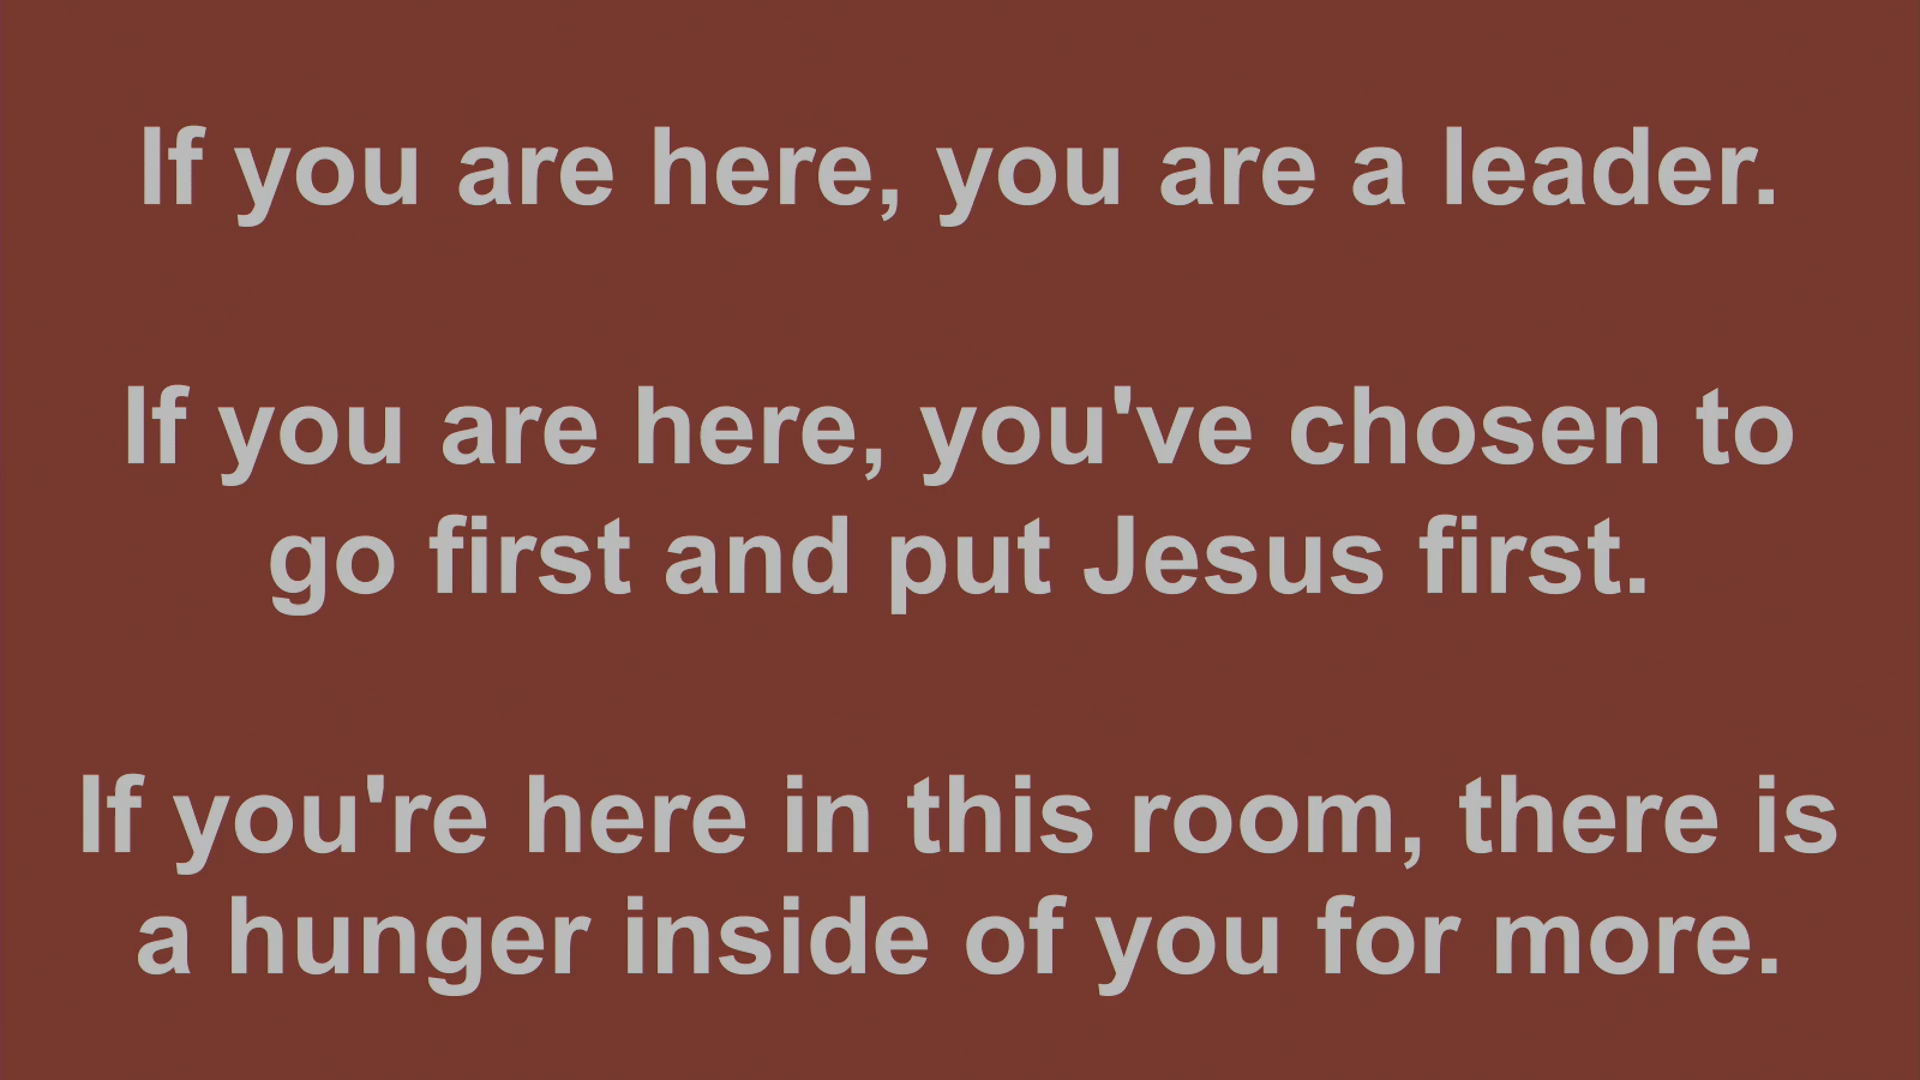 If you are here, you are a leader.
If you are here, you've chosen to
go first and put Jesus first.
If you're here in this room, there is
a hunger inside of you for more.